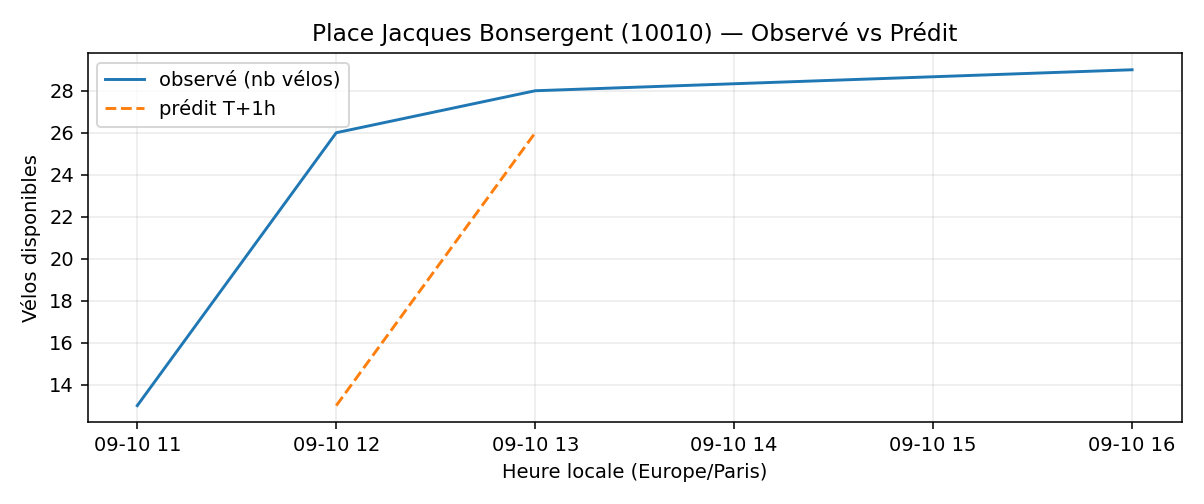 Place Jacques Bonsergent (10010) — Observé vs Prédit
observé (nb vélos)
prédit T+1h
Vélos disponibles
28
26
24
22
20
18
16
14
09-10 11
09-10 12
09-10 13
09-10 14
09-10 15
09-10 16
Heure locale (Europe/Paris)